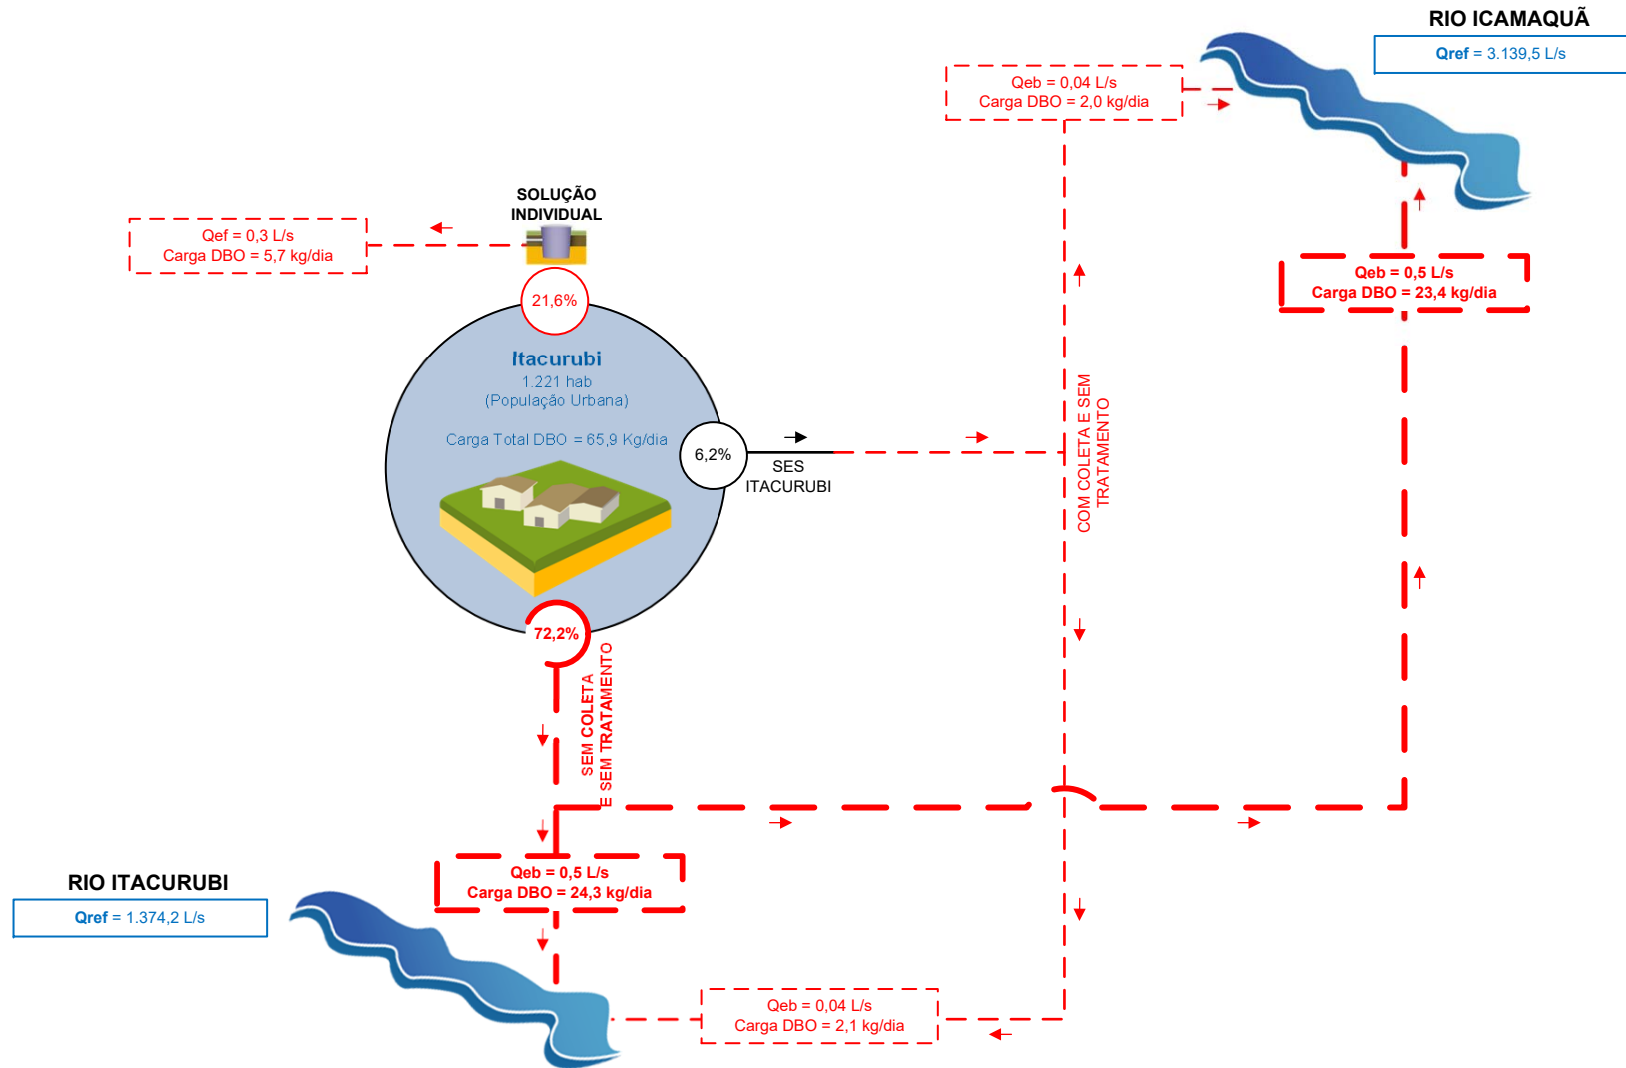 RIO ICAMAQUÃ
Qref = 3.139,5 L/s
Qeb = 0,04 L/s
Carga DBO = 2,0 kg/dia
SOLUÇÃO
INDIVIDUAL
Qef = 0,3 L/s
Carga DBO = 5,7 kg/dia
Qeb = 0,5 L/s
Carga DBO = 23,4 kg/dia
21,6%
Itacurubi
1.221 hab
(População Urbana)
Carga Total DBO = 65,9 Kg/dia
6,2%
SES
ITACURUBI
COM COLETA E SEM
TRATAMENTO
72,2%
SEM COLETA
E SEM TRATAMENTO
Qeb = 0,5 L/s
Carga DBO = 24,3 kg/dia
RIO ITACURUBI
Qref = 1.374,2 L/s
Qeb = 0,04 L/s
Carga DBO = 2,1 kg/dia